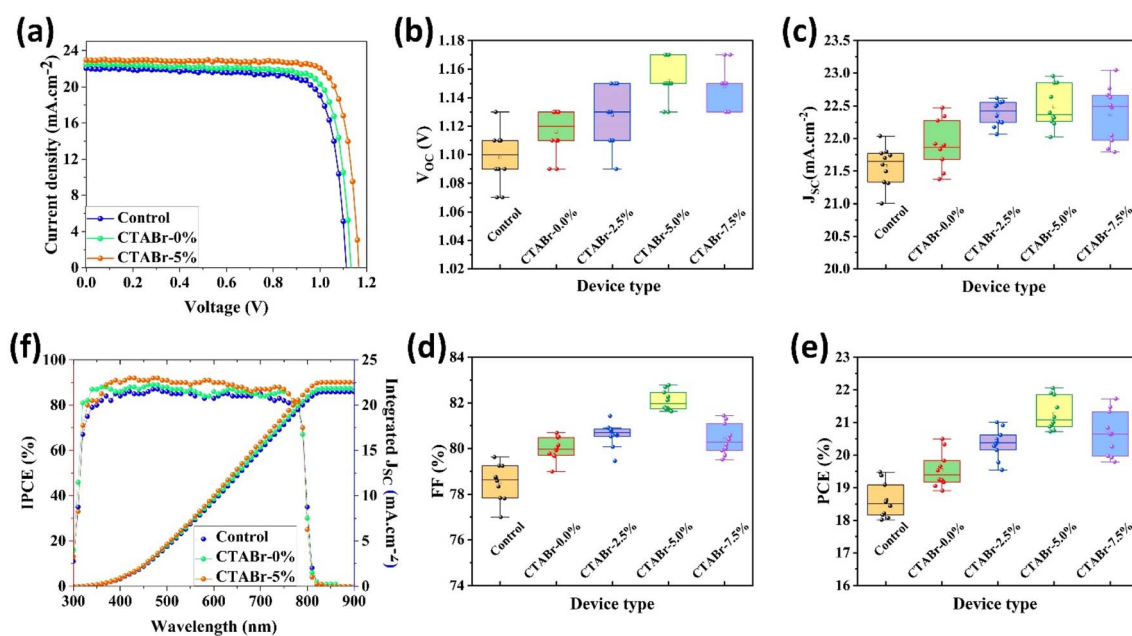 (a)
Current density (mA.cm⁻²)
24
20
16
12
8
4
0
Control
CTABr-0%
CTABr-5%
0.0 0.2 0.4 0.6 0.8 1.0 1.2
Voltage (V)
(b)
V_OC (V)
1.18
1.16
1.14
1.12
1.10
1.08
1.06
1.04
1.02
Control
CTABr-0.0%
CTABr-2.5%
CTABr-5.0%
CTABr-7.5%
Device type
(c)
J_SC(mA.cm⁻²)
23.5
23.0
22.5
22.0
21.5
21.0
20.5
20.0
Control
CTABr-0.0%
CTABr-2.5%
CTABr-5.0%
CTABr-7.5%
Device type
(f)
IPCE (%)
100
80
60
40
20
0
Control
CTABr-0%
CTABr-5%
300 400 500 600 700 800 900
Wavelength (nm)
25
22
20
17
15
12
10
7
5
2
0
Integrated J_SC (mA.cm⁻²)
(d)
FF (%)
84
82
80
78
76
74
Control
CTABr-0.0%
CTABr-2.5%
CTABr-5.0%
CTABr-7.5%
Device type
(e)
PCE (%)
22
21
20
19
18
17
16
Control
CTABr-0.0%
CTABr-2.5%
CTABr-5.0%
CTABr-7.5%
Device type